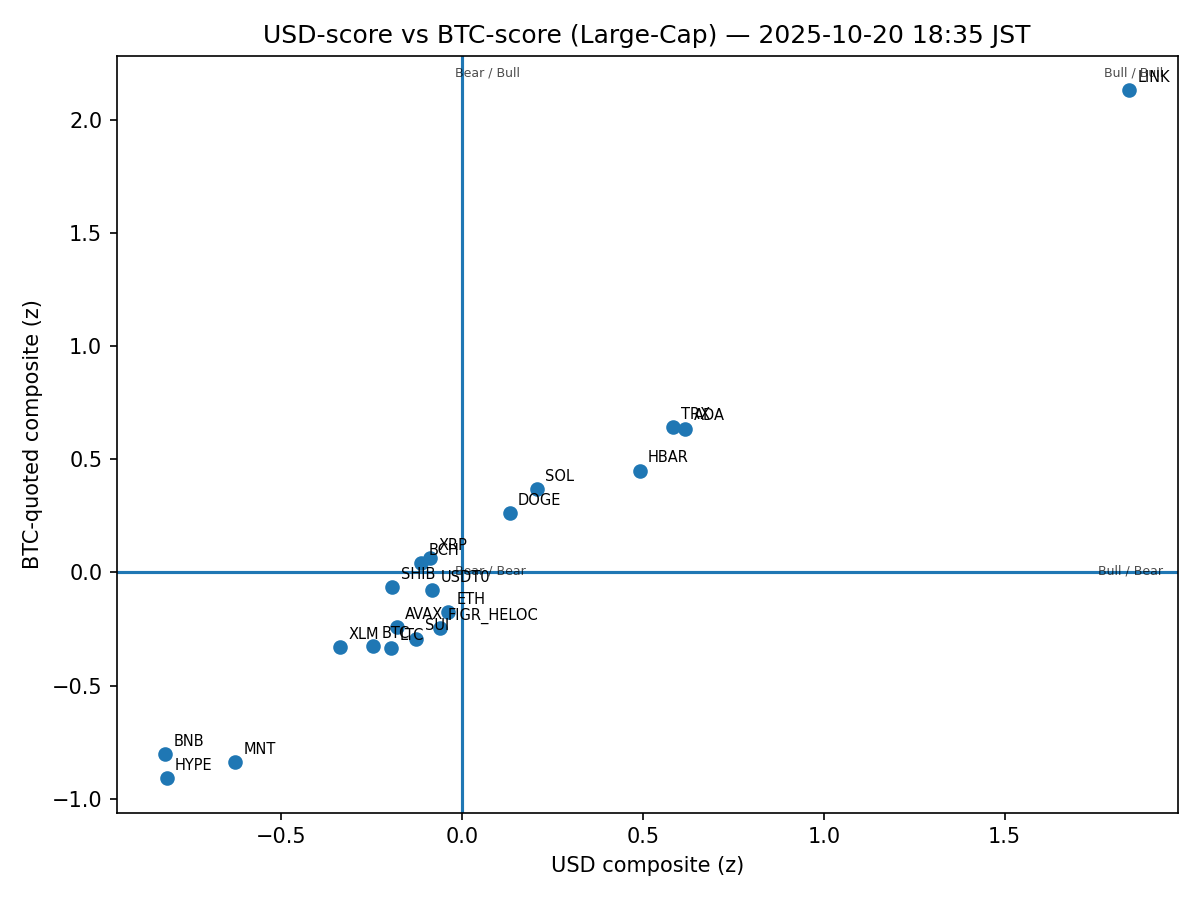 USD-score vs BTC-score (Large-Cap) — 2025-10-20 18:35 JST
Bear / Bull
Bull / Bull
LINK
2.0
1.5
1.0
0.5
0.0
−0.5
−1.0
BTC-quoted composite (z)
TRX
ADA
HBAR
SOL
DOGE
XRP
BCH
SHIB
USDT0
Bear / Bear
Bull / Bear
ETH
AVAX
FIGR_HELOC
SUI
XLM
BTC
LTC
BNB
MNT
HYPE
−0.5
0.0
0.5
1.0
1.5
USD composite (z)